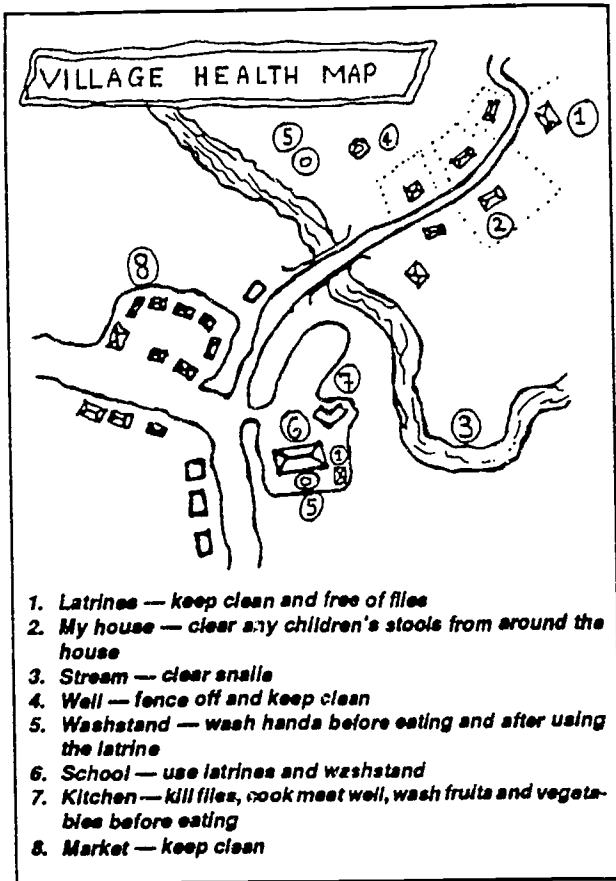 VILLAGE HEALTH MAP
5
4
1
2
8
7
6
3
1
5
1. Latrines — keep clean and free of flies
2. My house — clear any children's stools from around the
house
3. Stream — clear snails
4. Well — fence off and keep clean
5. Washstand — wash hands before eating and after using
the latrine
6. School — use latrines and washstand
7. Kitchen — kill flies, cook meat well, wash fruits and vegeta-
bles before eating
8. Market — keep clean